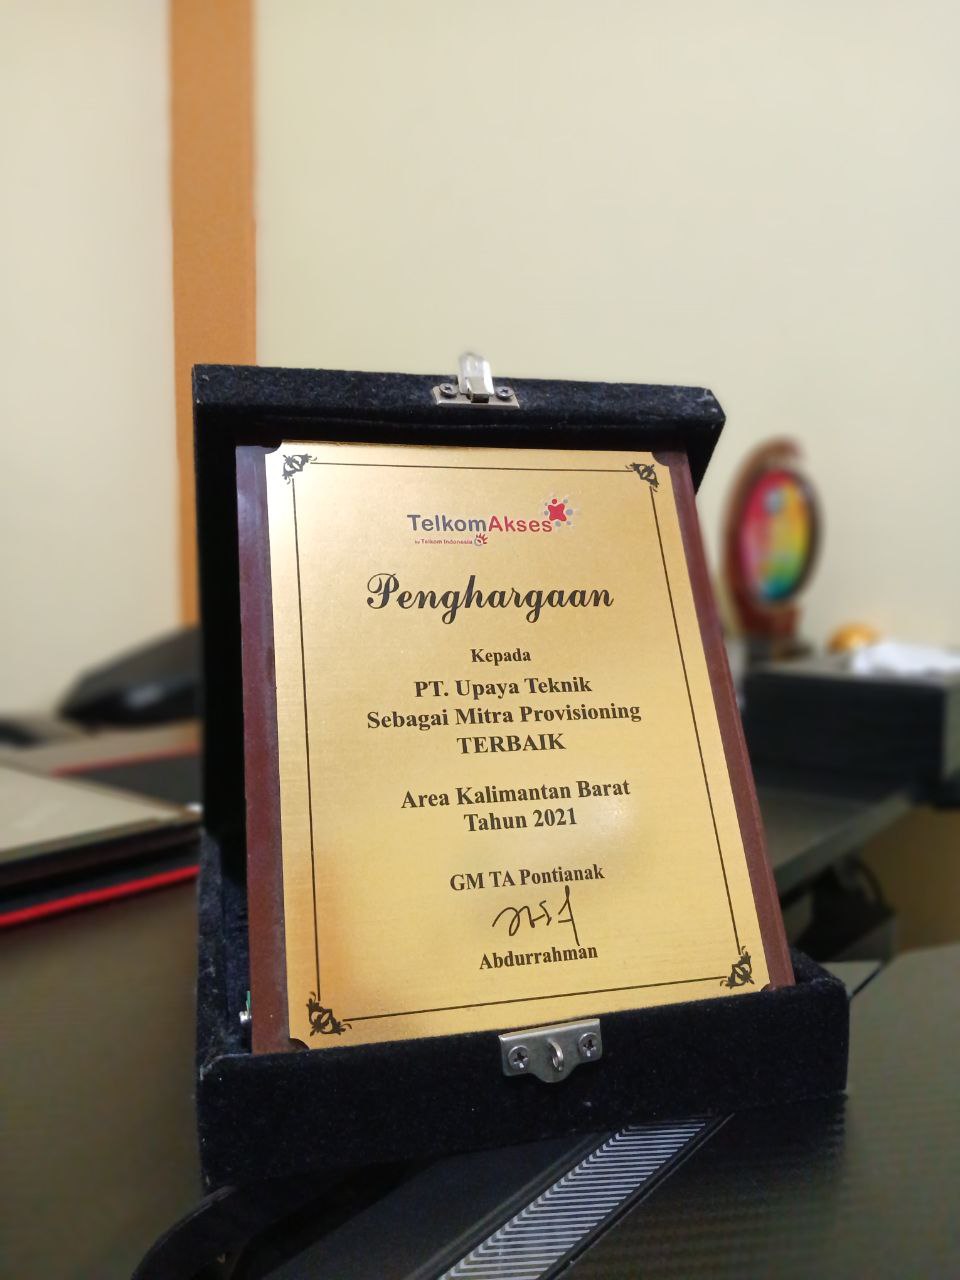 TelkomAkses
by Telkom Indonesia
Penghargaan
Kepada
PT. Upaya Teknik
Sebagai Mitra Provisioning
TERBAIK
Area Kalimantan Barat
Tahun 2021
GM TA Pontianak
Abdurrahman